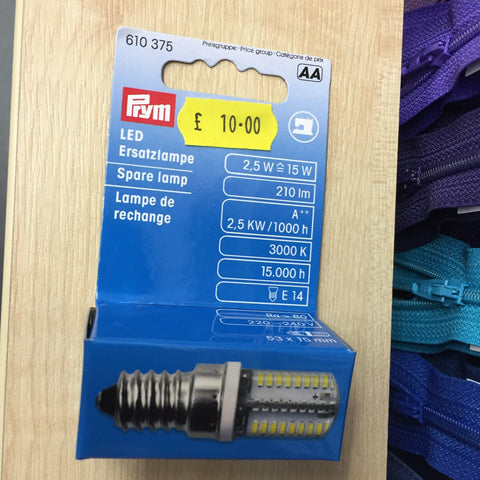 610 375
Preisgruppe · Price group · Catégorie de prix
AA
Prym
£ 10.00
LED
Ersatzlampe
Spare lamp
Lampe de
rechange
2,5 W ≙ 15 W
210 lm
A++
2,5 KW/1000 h
3000 K
15.000 h
E 14
Ra > 80
220 - 240V
53 x 15 mm